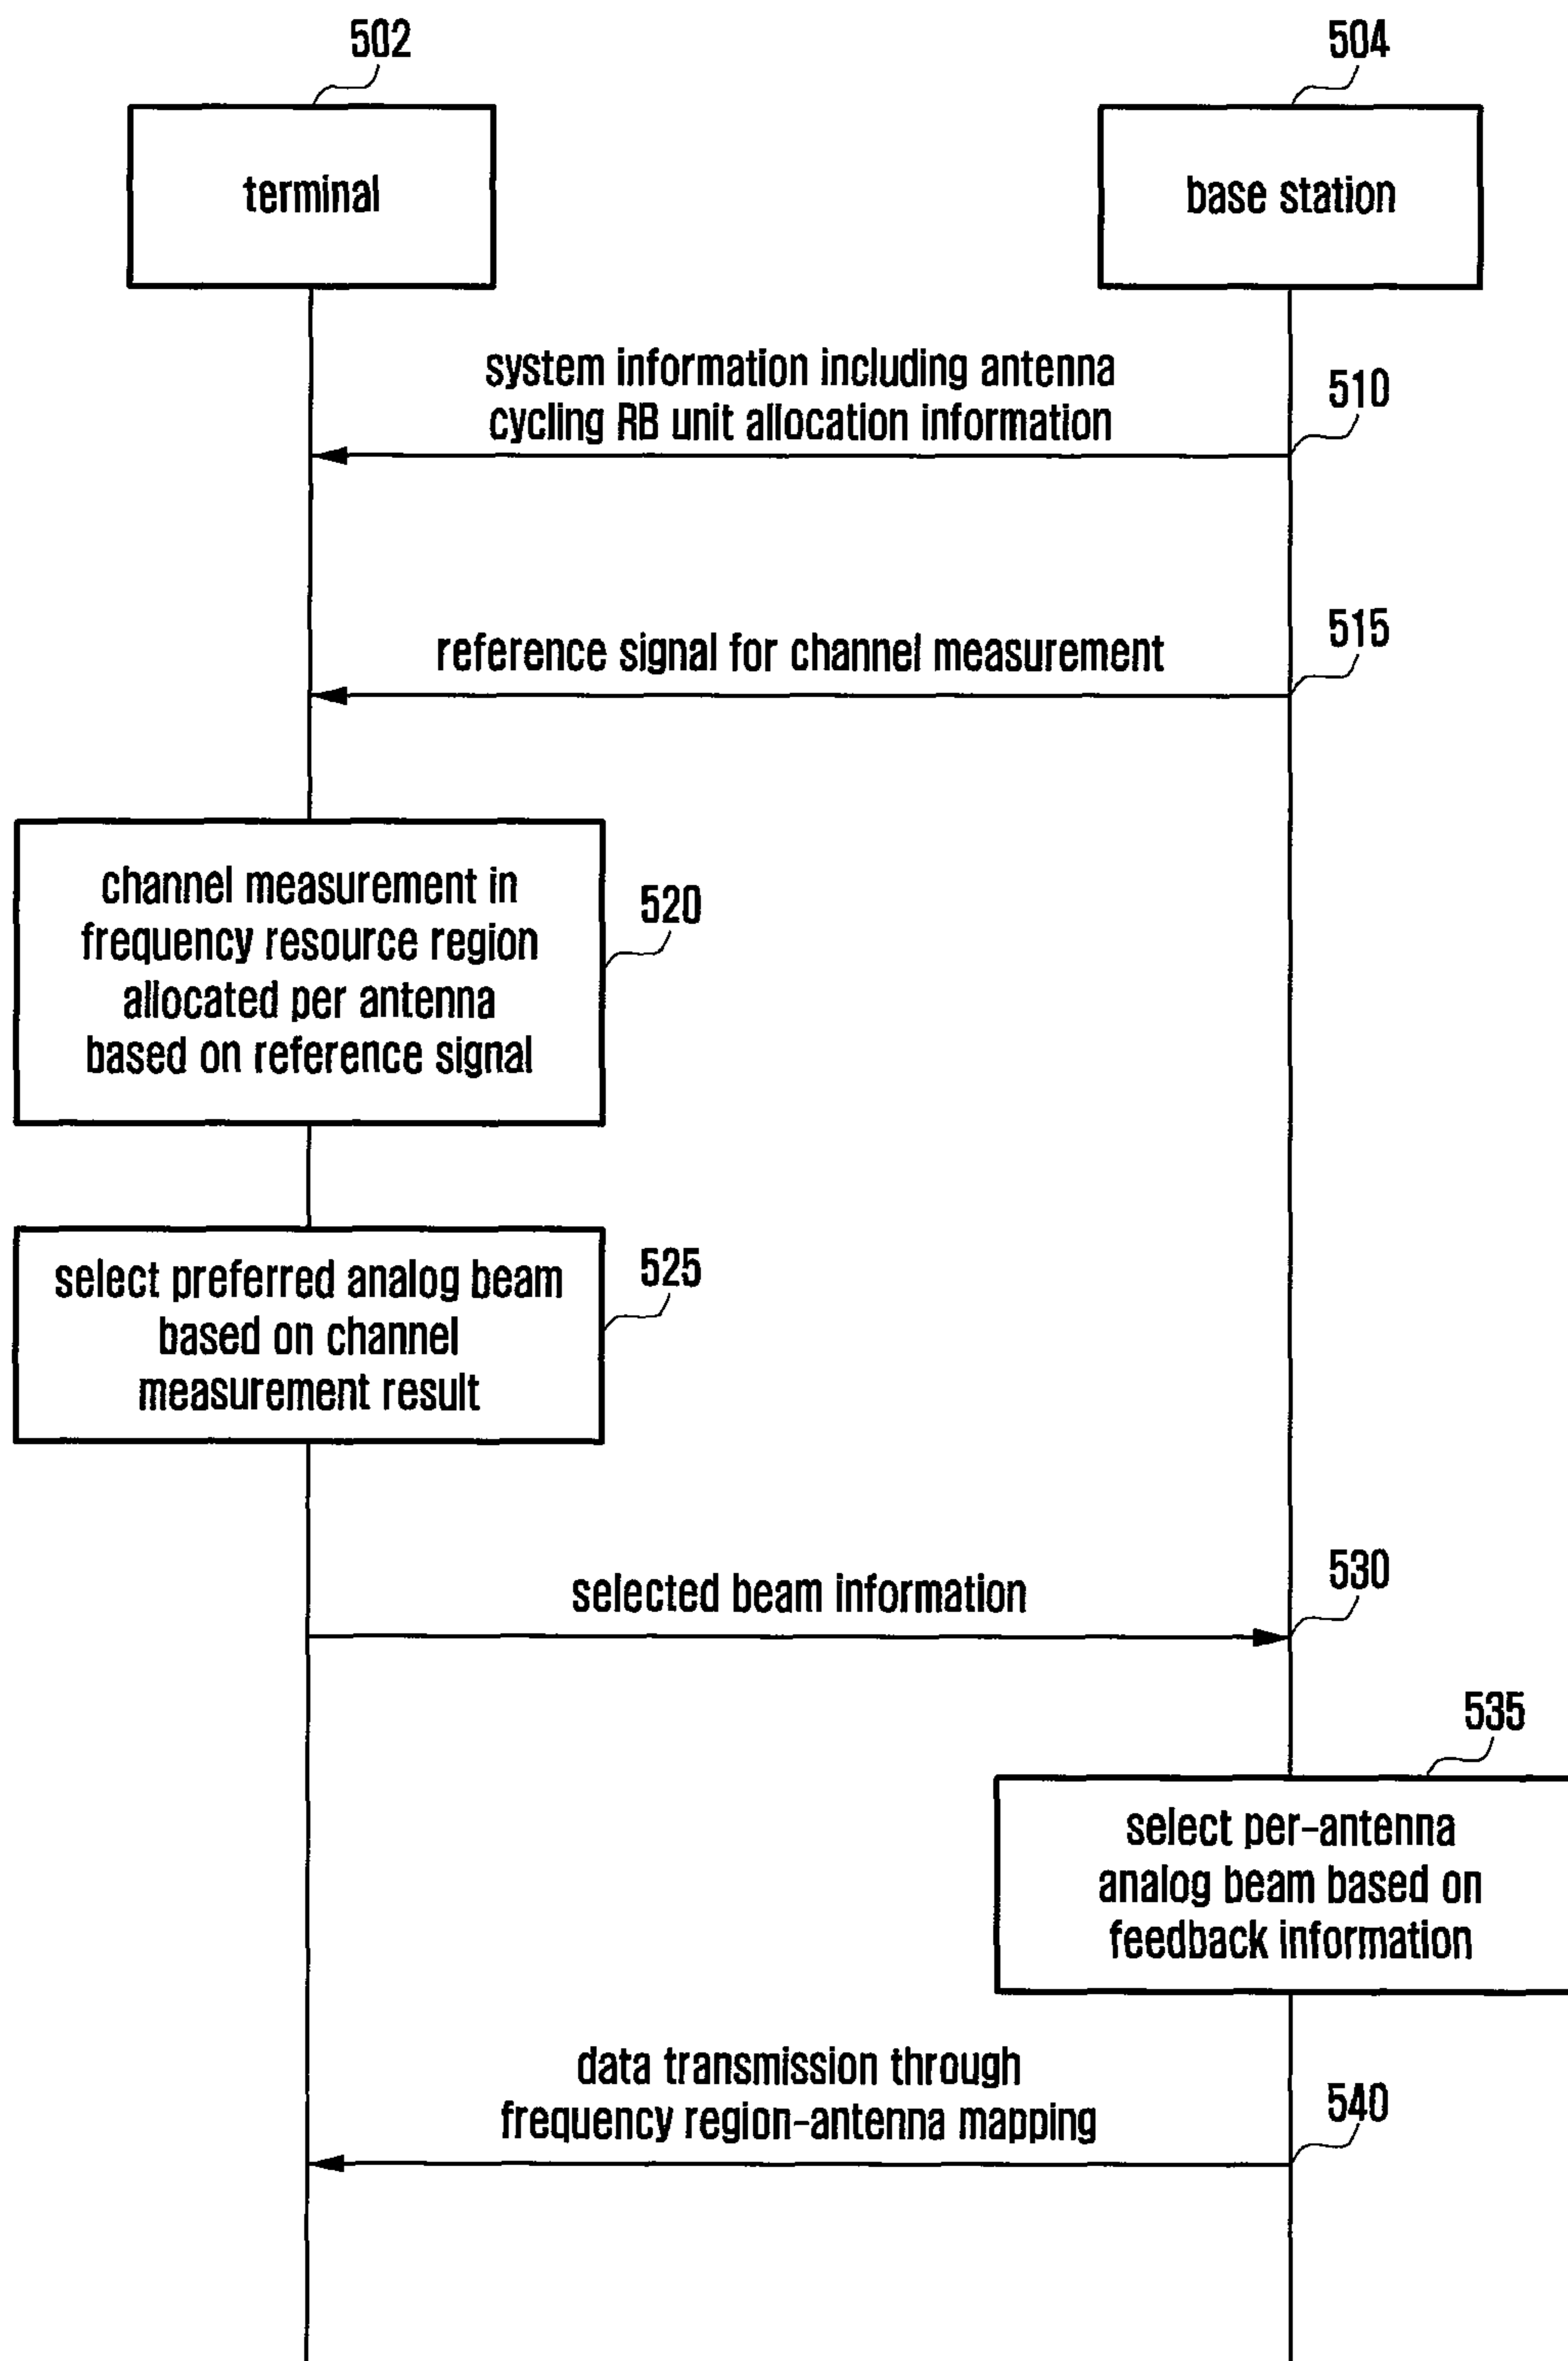 502
504
terminal
base station
system information including antenna
cycling RB unit allocation information
510
reference signal for channel measurement
515
channel measurement in
frequency resource region
allocated per antenna
based on reference signal
520
select preferred analog beam
based on channel
measurement result
525
selected beam information
530
535
select per-antenna
analog beam based on
feedback information
data transmission through
frequency region-antenna mapping
540